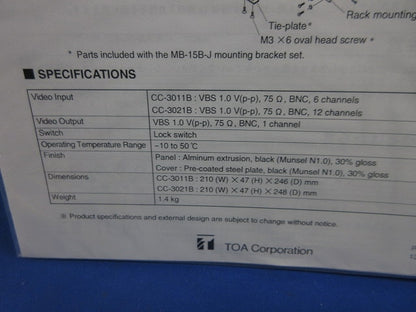 Rack mounting
Tie-plate*
M3 ×6 oval head screw *
* Parts included with the MB-15B-J mounting bracket set.
■ SPECIFICATIONS
Video Input CC-3011B : VBS 1.0 V(p-p), 75 Ω, BNC, 6 channels
CC-3021B : VBS 1.0 V(p-p), 75 Ω, BNC, 12 channels
Video Output VBS 1.0 V(p-p), 75 Ω, BNC, 1 channel
Switch Lock switch
Operating Temperature Range –10 to 50 ℃
Finish Panel : Alminum extrusion, black (Munsel N1.0), 30% gloss
Cover : Pre-coated steel plate, black (Munsel N1.0), 30% gloss
Dimensions CC-3011B : 210 (W) × 47 (H) × 246 (D) mm
CC-3021B : 210 (W) × 47 (H) × 248 (D) mm
Weight 1.4 kg
※ Product specifications and external design are subject to change without notice.
TOA Corporation